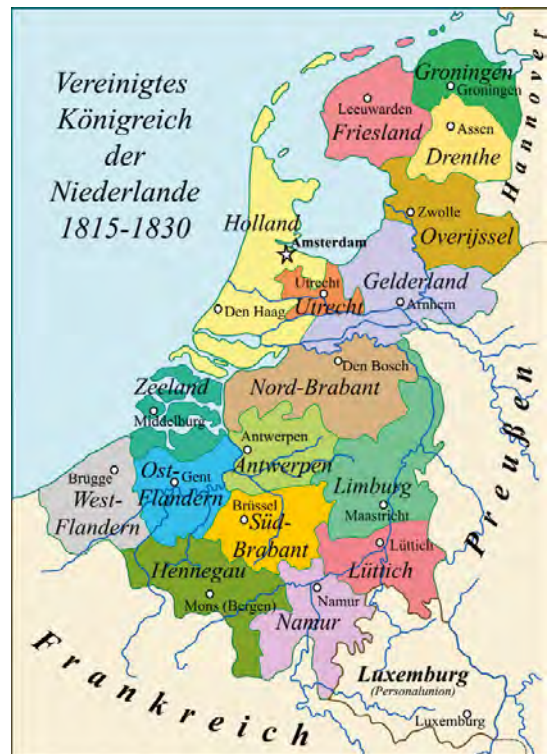 Vereinigtes
Königreich
der
Niederlande
1815-1830
Hannover
Groningen
Groningen
Leeuwarden
Friesland
Assen
Drenthe
Zwolle
Overijssel
Holland
Amsterdam
Utrecht
Utrecht
Gelderland
Arnhem
Den Haag
Den Bosch
Nord-Brabant
Zeeland
Middelburg
Preußen
Antwerpen
Antwerpen
Brügge
West-
Flandern
Ost-
Gent
Flandern
Limburg
Maastricht
Brüssel
Süd-
Brabant
Lüttich
Lüttich
Hennegau
Mons (Bergen)
Namur
Namur
Frankreich
Luxemburg
(Personalunion)
Luxemburg